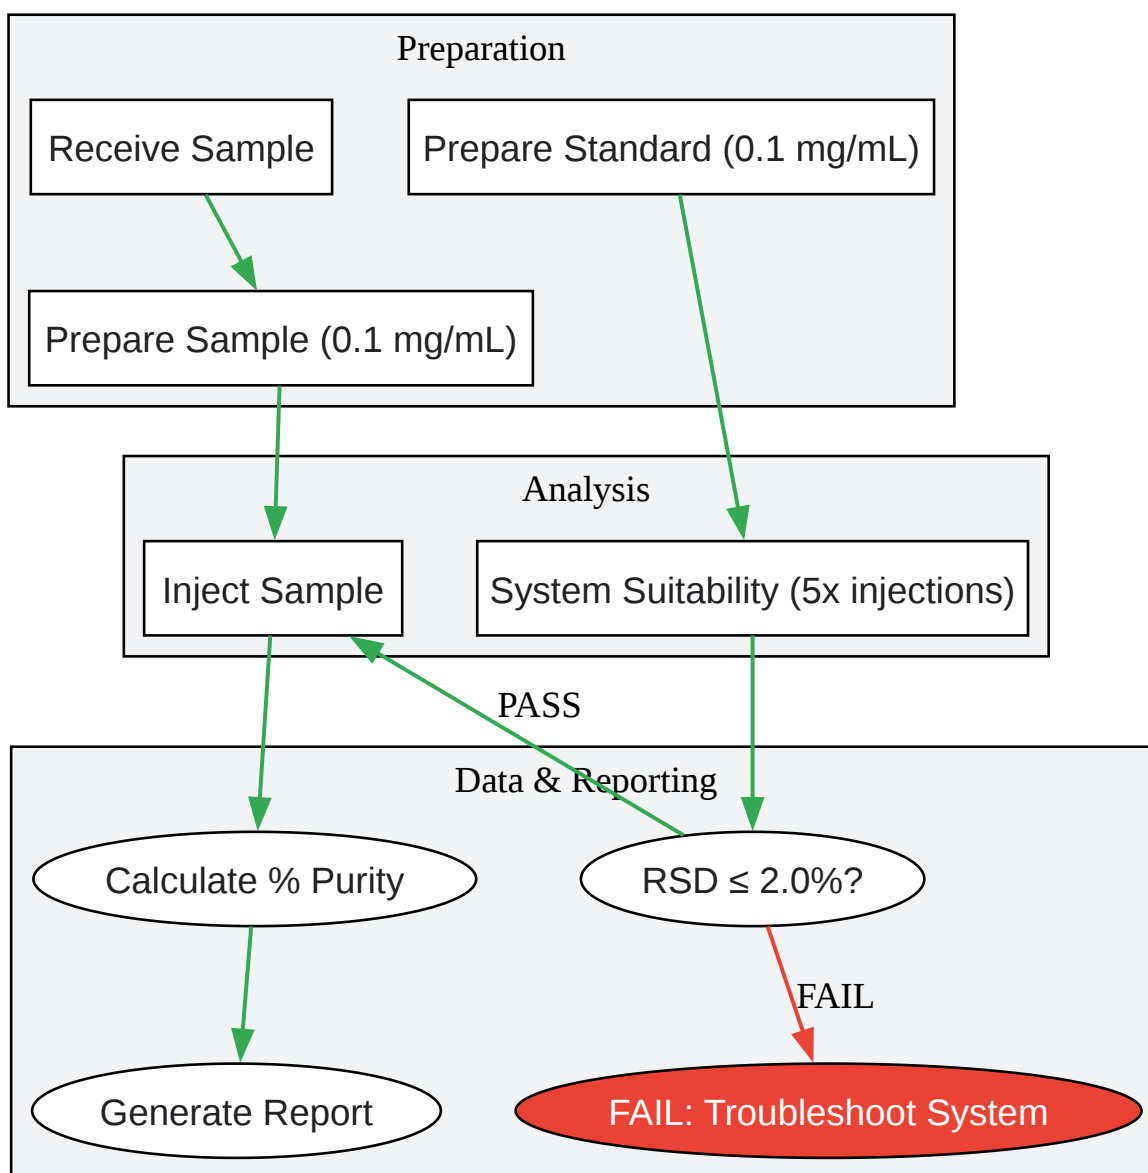 Preparation
Receive Sample
Prepare Standard (0.1 mg/mL)
Prepare Sample (0.1 mg/mL)
Analysis
Inject Sample
System Suitability (5x injections)
PASS
Data & Reporting
Calculate % Purity
RSD ≤ 2.0%?
FAIL
Generate Report
FAIL: Troubleshoot System